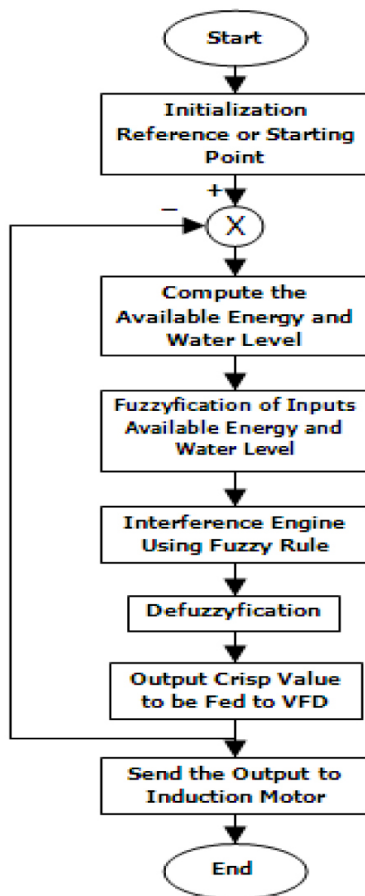 Start
Initialization
Reference or Starting
Point
+
–
X
Compute the
Available Energy and
Water Level
Fuzzyfication of Inputs
Available Energy and
Water Level
Interference Engine
Using Fuzzy Rule
Defuzzyfication
Output Crisp Value
to be Fed to VFD
Send the Output to
Induction Motor
End